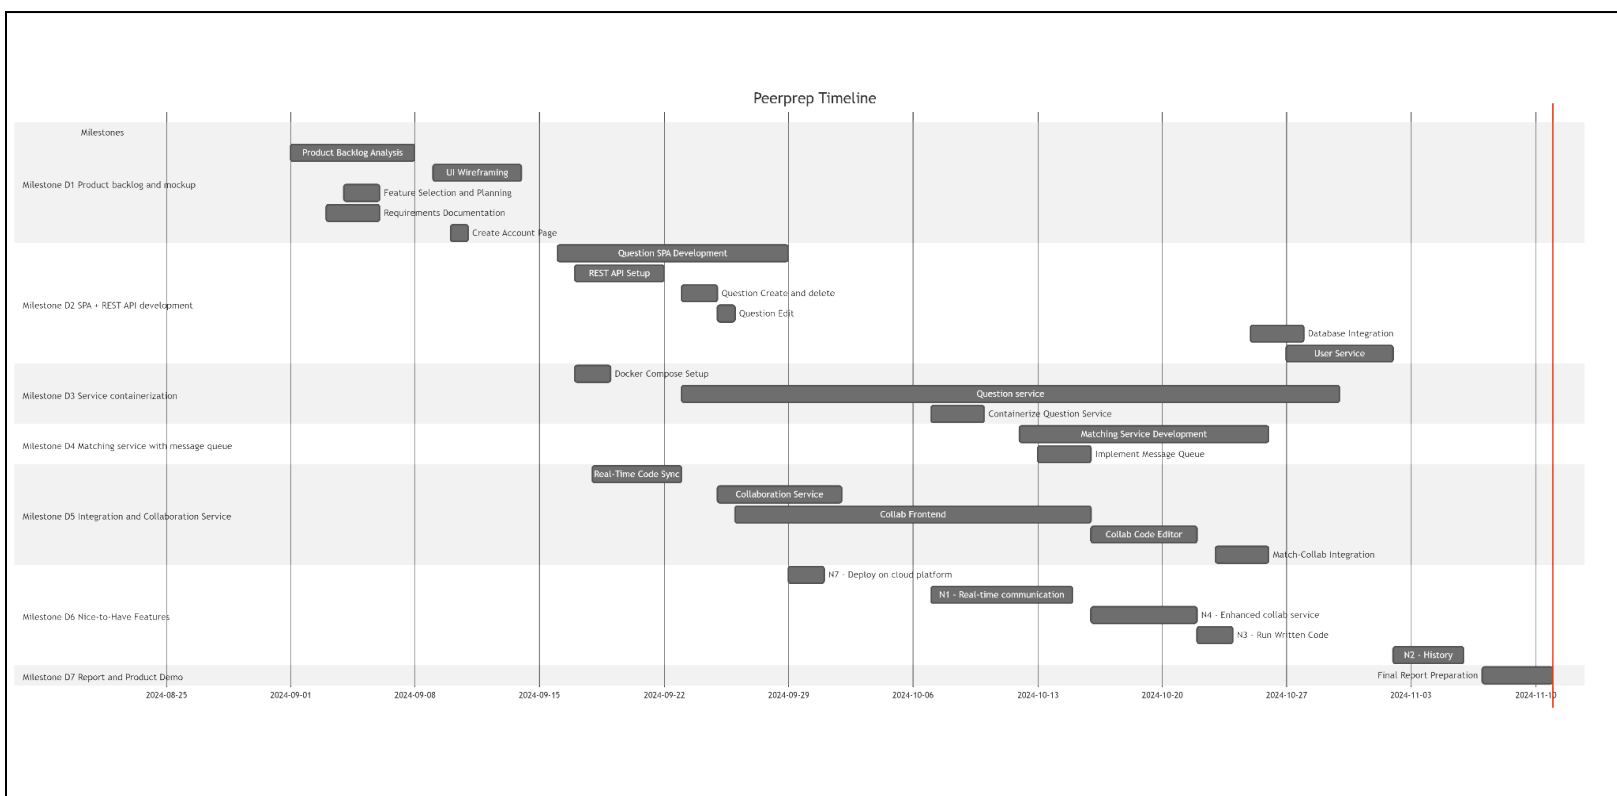 Peerprep Timeline
Milestones
Product Backlog Analysis
UI Wireframing
Milestone D1 Product backlog and mockup
Feature Selection and Planning
Requirements Documentation
Create Account Page
Question SPA Development
REST API Setup
Question Create and delete
Milestone D2 SPA + REST API development
Question Edit
Database Integration
User Service
Docker Compose Setup
Milestone D3 Service containerization
Question service
Containerize Question Service
Matching Service Development
Milestone D4 Matching service with message queue
Implement Message Queue
Real-Time Code Sync
Collaboration Service
Milestone D5 Integration and Collaboration Service
Collab Frontend
Collab Code Editor
Match-Collab Integration
N7 - Deploy on cloud platform
N1 - Real-time communication
Milestone D6 Nice-to-Have Features
N4 - Enhanced collab service
N3 - Run Written Code
N2 - History
Milestone D7 Report and Product Demo
Final Report Preparation
2024-08-25
2024-09-01
2024-09-08
2024-09-15
2024-09-22
2024-09-29
2024-10-06
2024-10-13
2024-10-20
2024-10-27
2024-11-03
2024-11-10